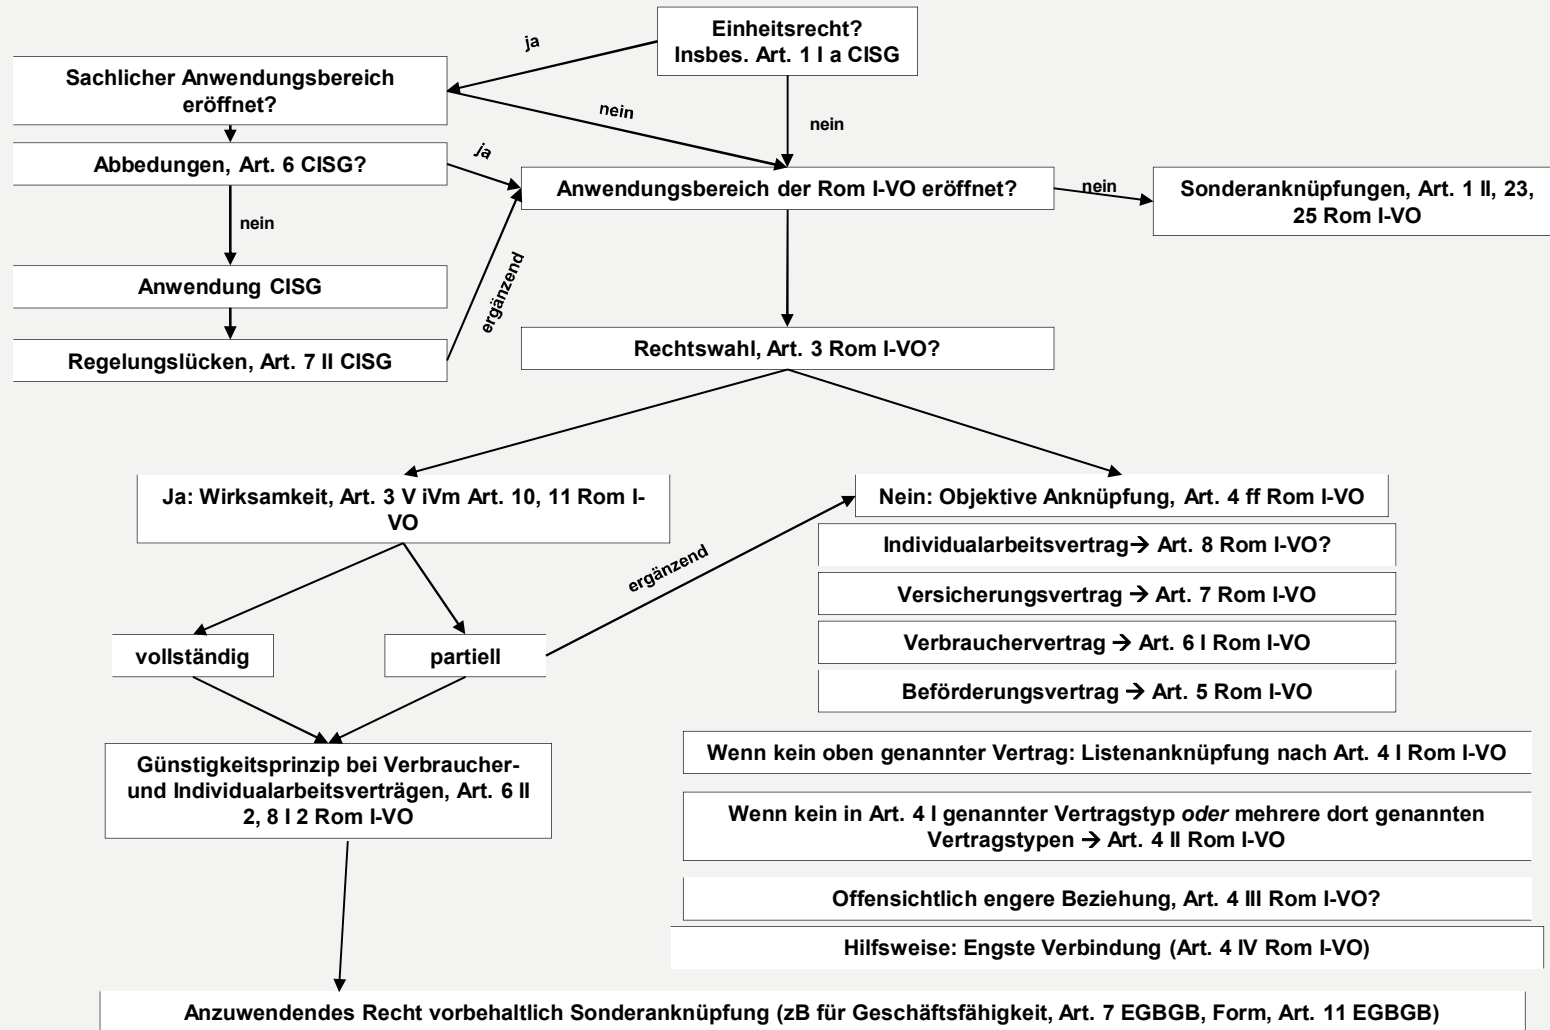 Einheitsrecht?
Insbes. Art. 1 I a CISG
ja
nein
nein
Sachlicher Anwendungsbereich
eröffnet?
Abbedungen, Art. 6 CISG?
ja
nein
Anwendung CISG
Regelungslücken, Art. 7 II CISG
ergänzend
Anwendungsbereich der Rom I-VO eröffnet?
nein
Sonderanknüpfungen, Art. 1 II, 23,
25 Rom I-VO
Rechtswahl, Art. 3 Rom I-VO?
Ja: Wirksamkeit, Art. 3 V iVm Art. 10, 11 Rom I-
VO
vollständig
partiell
ergänzend
Günstigkeitsprinzip bei Verbraucher-
und Individualarbeitsverträgen, Art. 6 II
2, 8 I 2 Rom I-VO
Nein: Objektive Anknüpfung, Art. 4 ff Rom I-VO
Individualarbeitsvertrag→ Art. 8 Rom I-VO?
Versicherungsvertrag → Art. 7 Rom I-VO
Verbrauchervertrag → Art. 6 I Rom I-VO
Beförderungsvertrag → Art. 5 Rom I-VO
Wenn kein oben genannter Vertrag: Listenanknüpfung nach Art. 4 I Rom I-VO
Wenn kein in Art. 4 I genannter Vertragstyp oder mehrere dort genannten
Vertragstypen → Art. 4 II Rom I-VO
Offensichtlich engere Beziehung, Art. 4 III Rom I-VO?
Hilfsweise: Engste Verbindung (Art. 4 IV Rom I-VO)
Anzuwendendes Recht vorbehaltlich Sonderanknüpfung (zB für Geschäftsfähigkeit, Art. 7 EGBGB, Form, Art. 11 EGBGB)